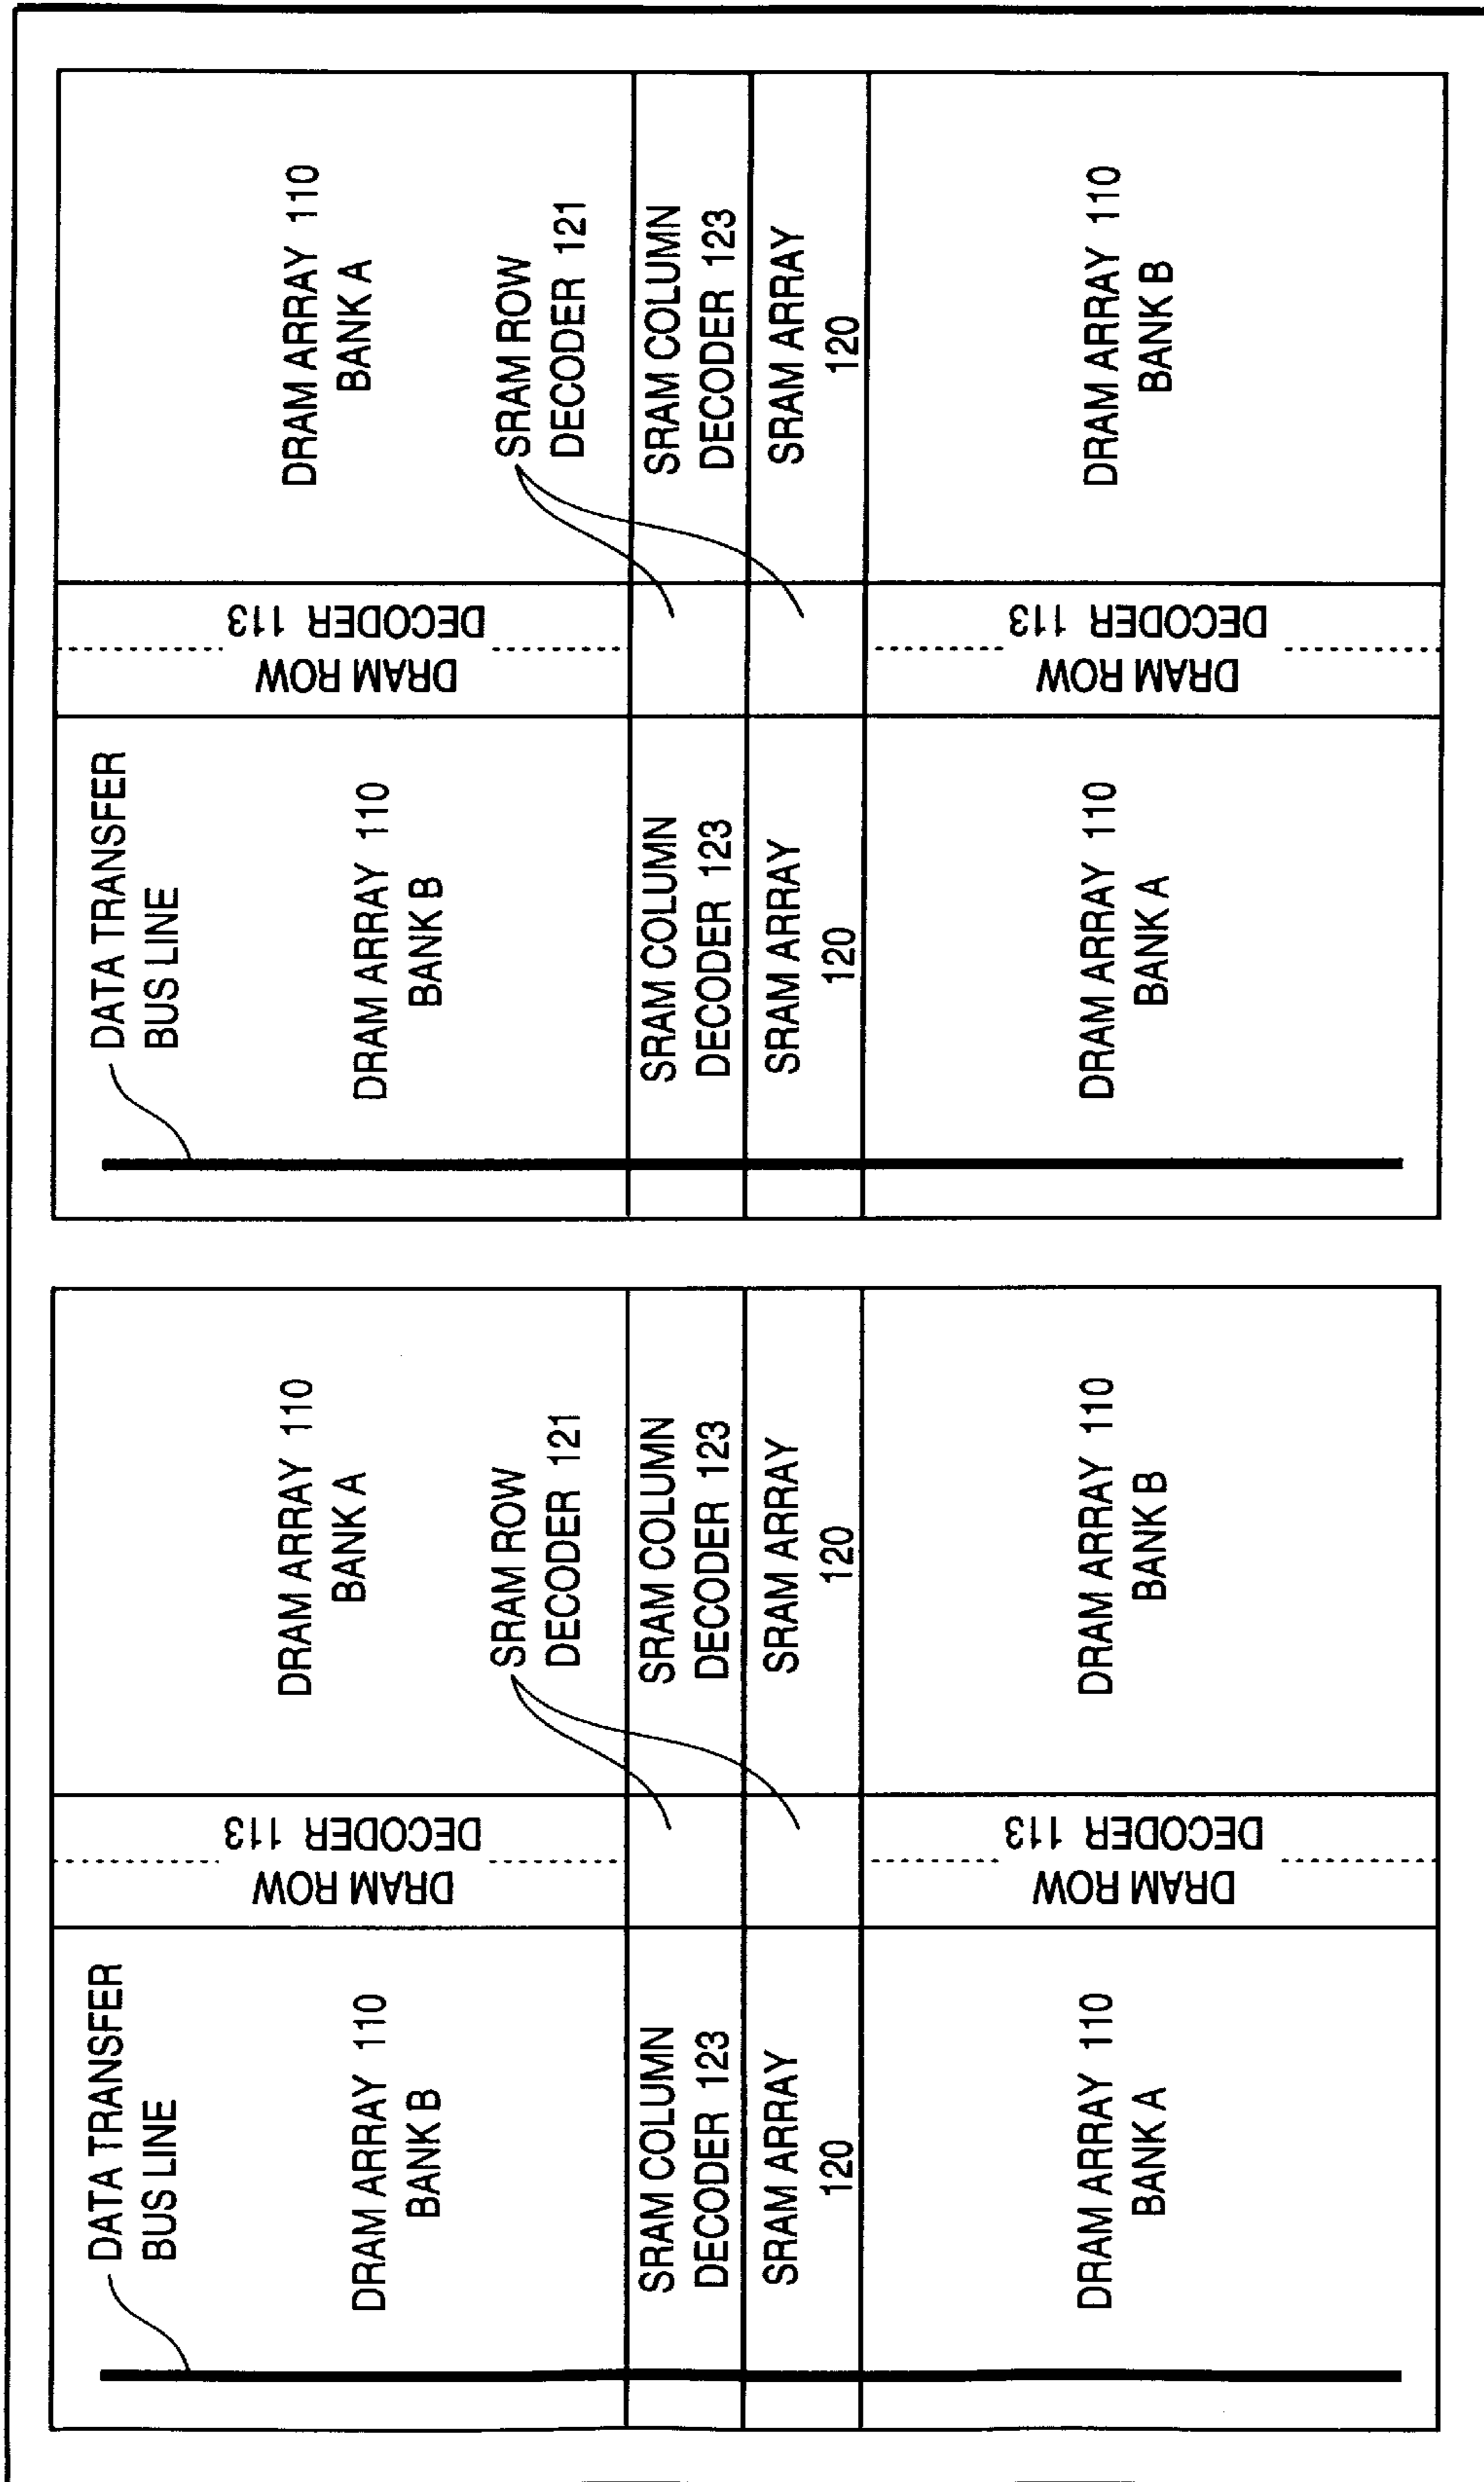 DATA TRANSFER
BUS LINE
DRAM ARRAY 110
BANK B
SRAM COLUMN
DECODER 123
SRAM ARRAY
120
DRAM ARRAY 110
BANK A
DRAM ROW
DECODER 113
DRAM ROW
DECODER 113
DRAM ARRAY 110
BANK A
SRAM ROW
DECODER 121
SRAM COLUMN
DECODER 123
SRAM ARRAY
120
DRAM ARRAY 110
BANK B
DATA TRANSFER
BUS LINE
DRAM ARRAY 110
BANK B
SRAM COLUMN
DECODER 123
SRAM ARRAY
120
DRAM ARRAY 110
BANK A
DRAM ROW
DECODER 113
DRAM ROW
DECODER 113
DRAM ARRAY 110
BANK A
SRAM ROW
DECODER 121
SRAM COLUMN
DECODER 123
SRAM ARRAY
120
DRAM ARRAY 110
BANK B